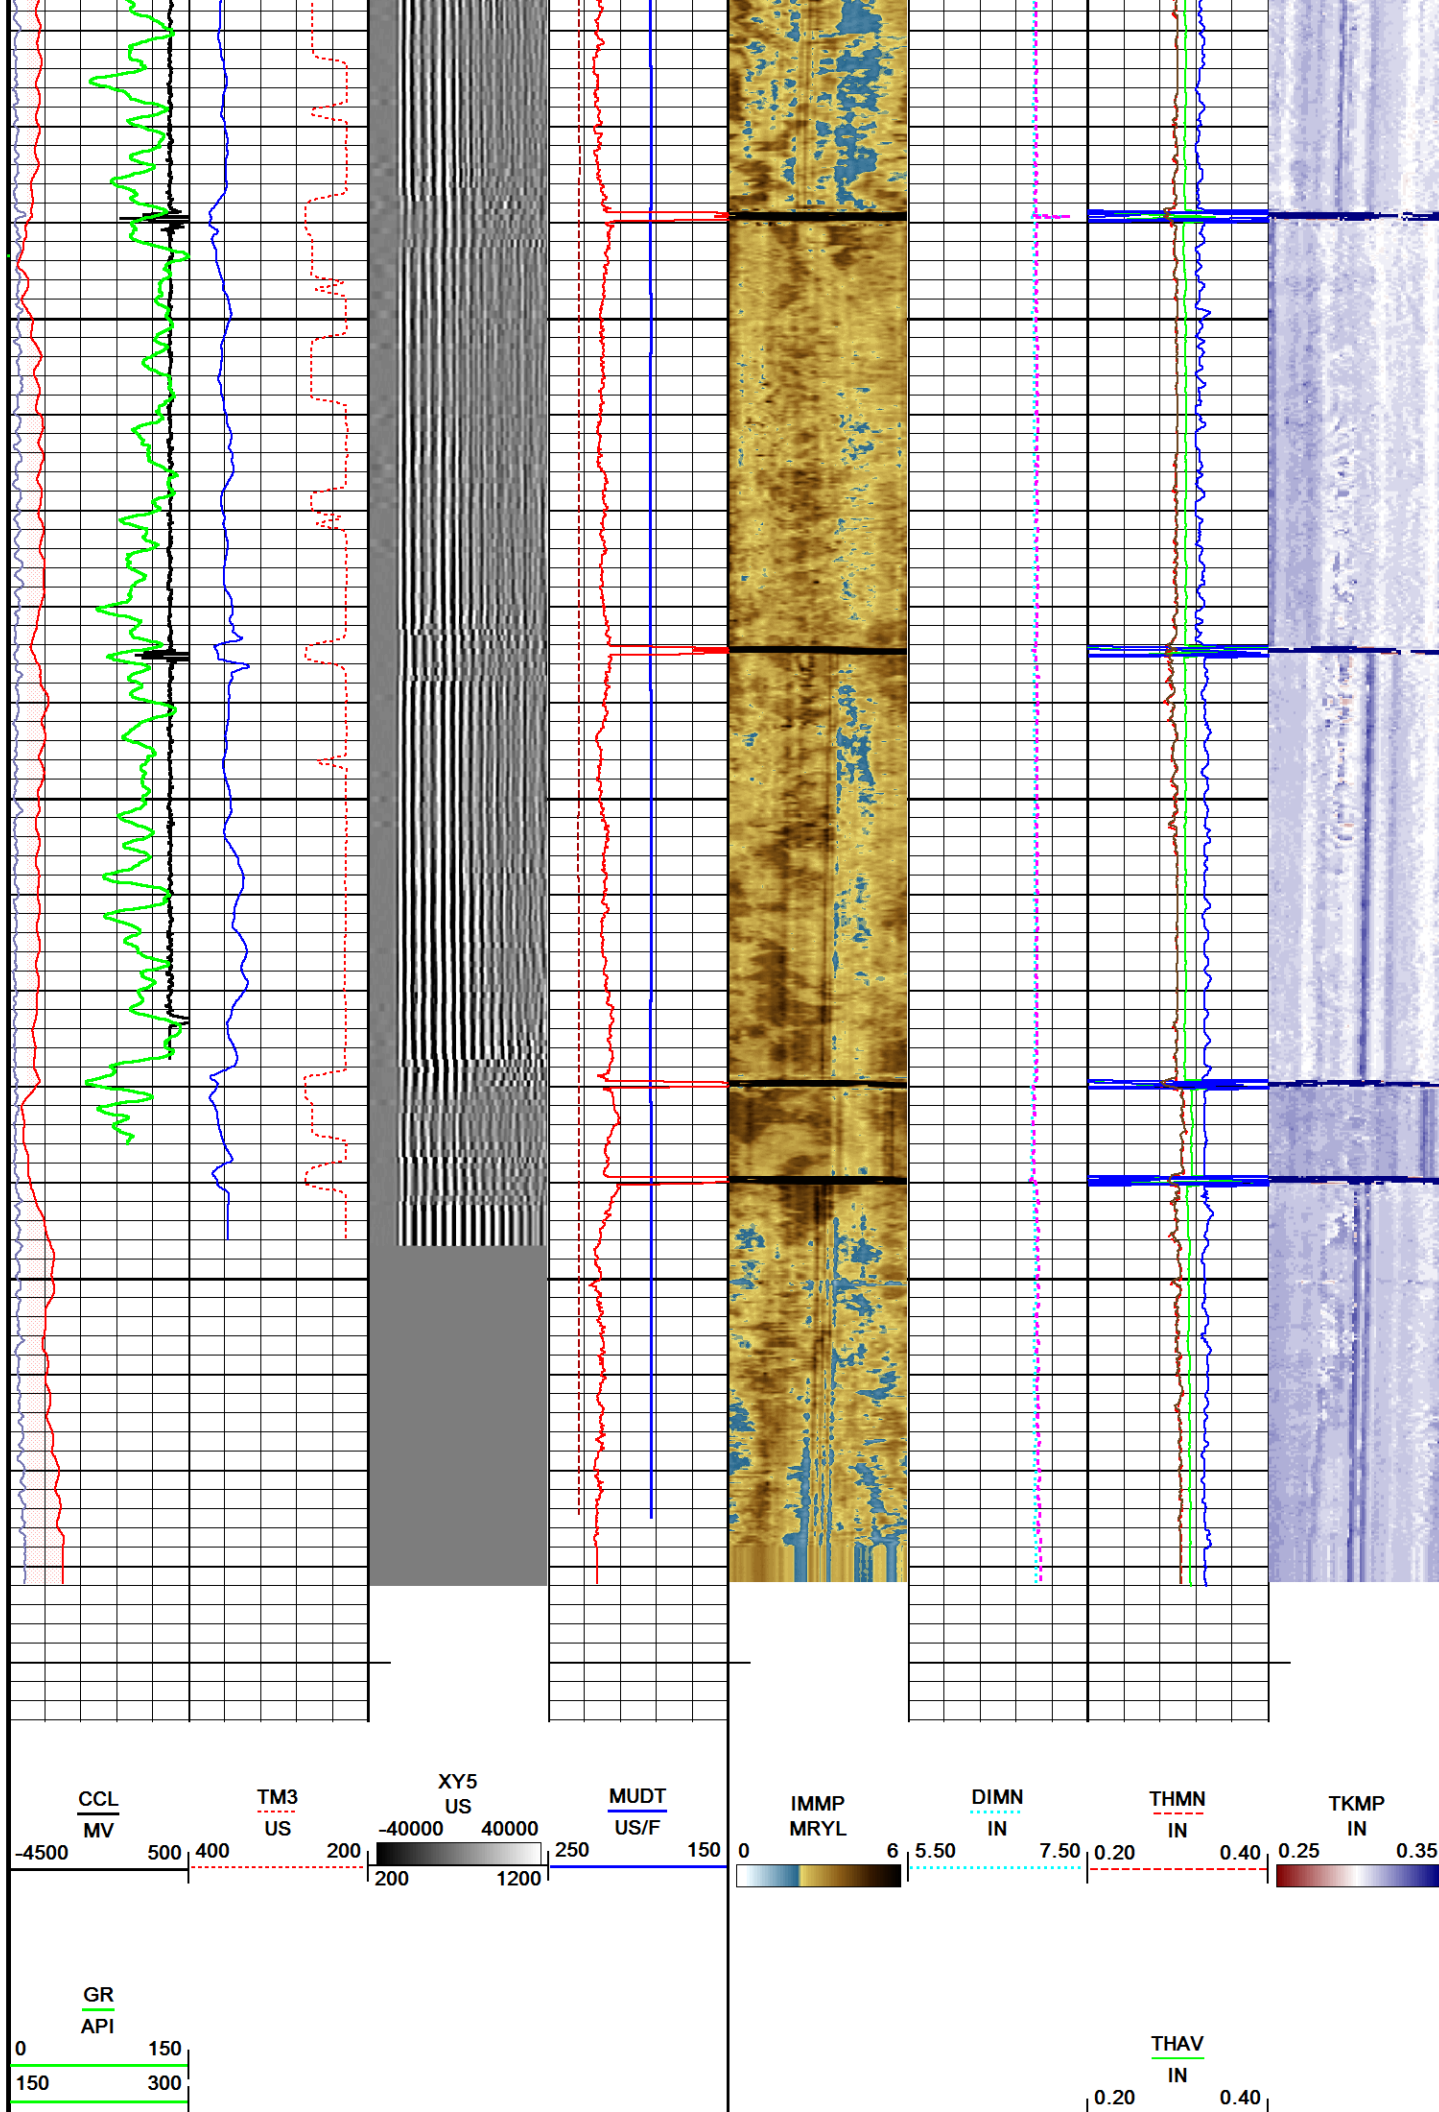 CCL
MV
-4500 500
TM3
US
400 200
XY5
US
-40000 40000
200 1200
MUDT
US/F
250 150
IMMP
MRYL
0 6
DIMN
IN
5.50 7.50
THMN
IN
0.20 0.40
TKMP
IN
0.25 0.35
GR
API
0 150
150 300
THAV
IN
0.20 0.40